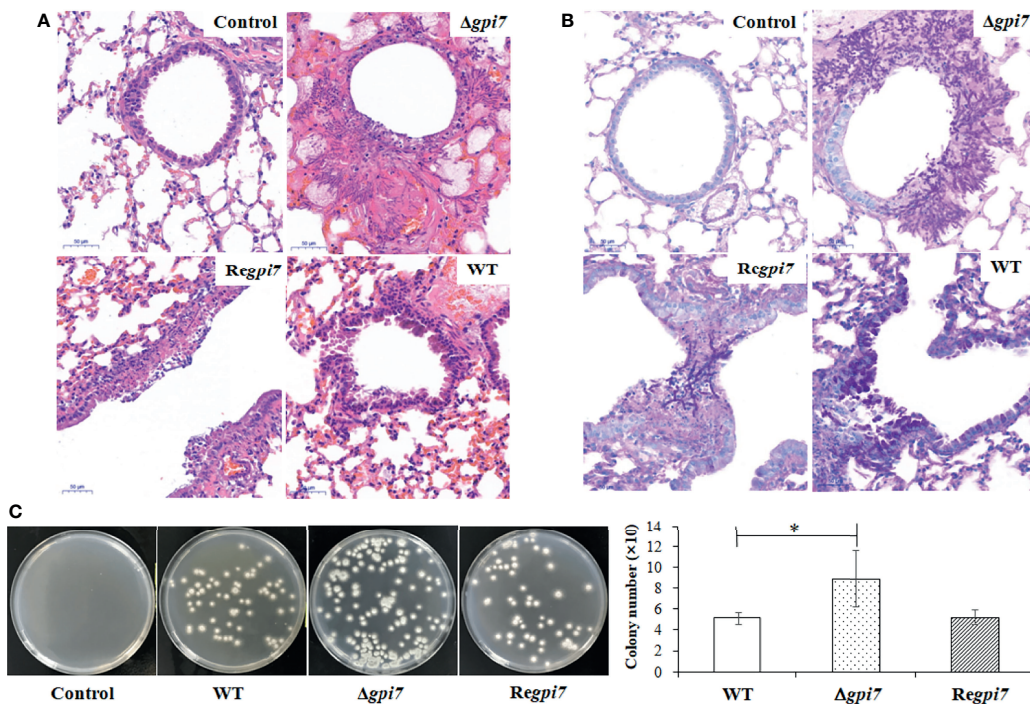 A
Control
Δgpi7
Regpi7
WT
50 μm
50 μm
50 μm
B
Control
Δgpi7
Regpi7
WT
50 μm
C
Control
WT
Δgpi7
Regpi7
Colony number (×10)
14
12
10
8
6
4
2
0
*
WT
Δgpi7
Regpi7